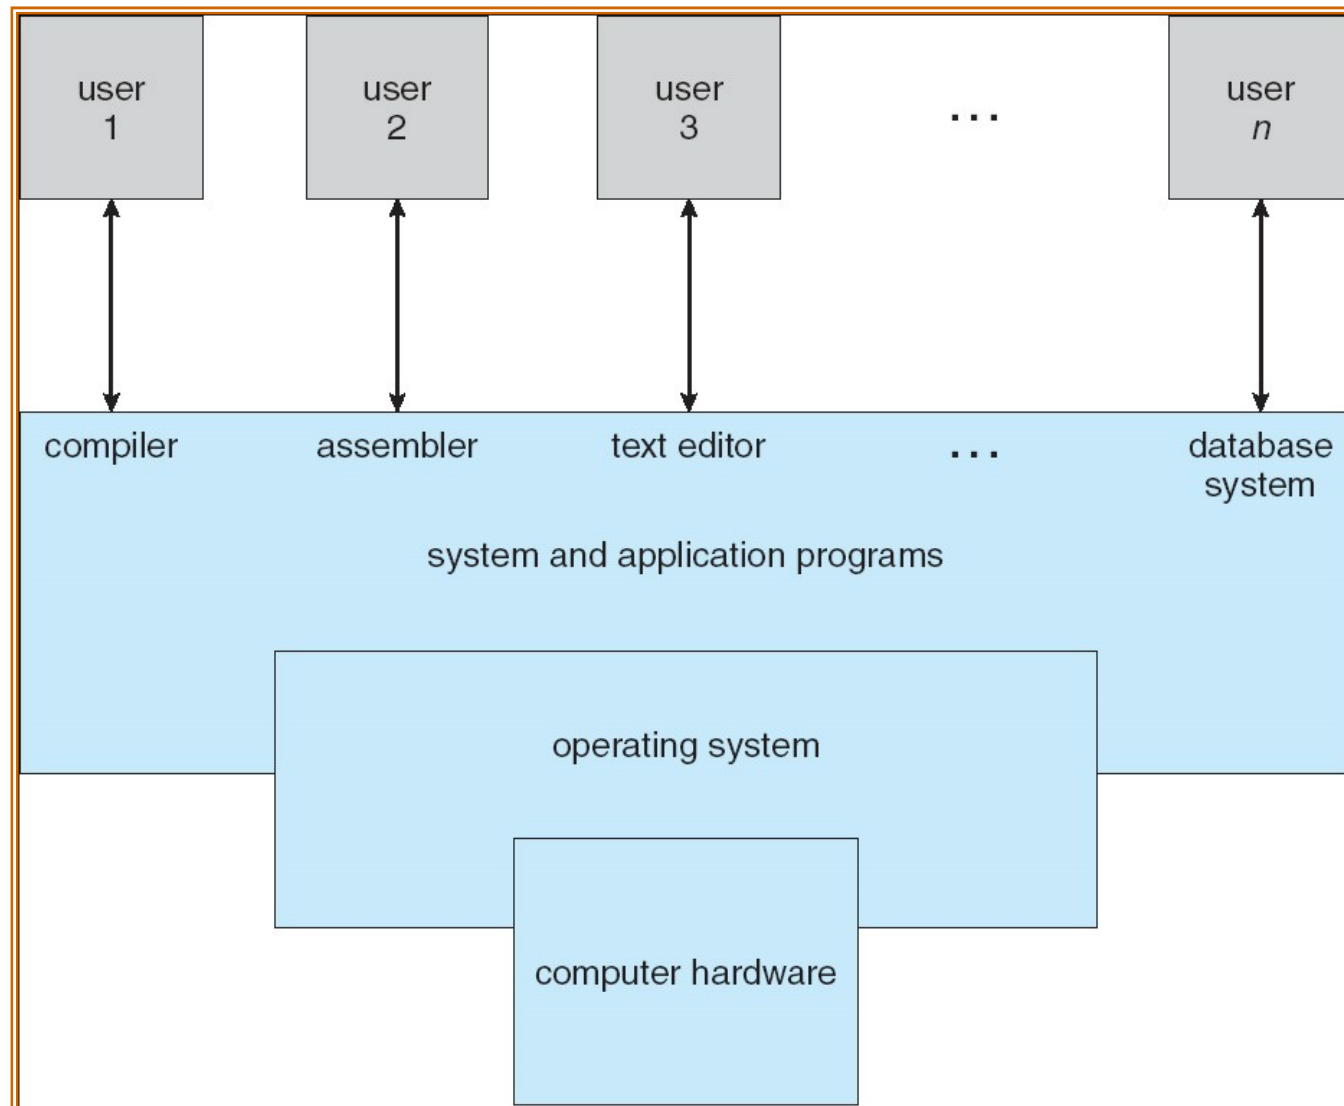 user
1
user
2
user
3
...
user
n
compiler
assembler
text editor
...
database
system
system and application programs
operating system
computer hardware